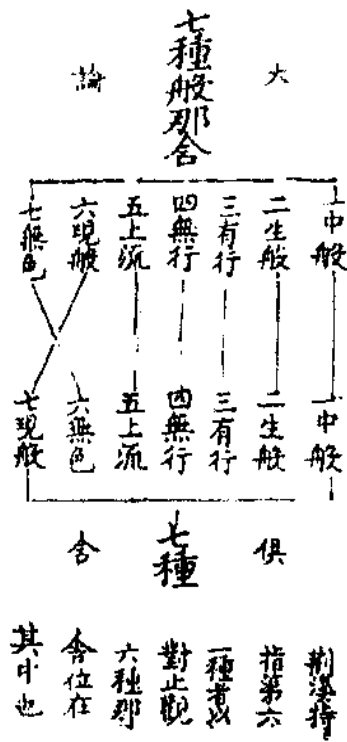 大論
七種般那含
一中般
二生般
三有行
四無行
五上流
六現般
七無色
一中般
二生般
三有行
四無行
五上流
六無色
七現般
俱舍
七種
荆溪特
指第六
一種者以
對止觀
六種那
含位在
其中也